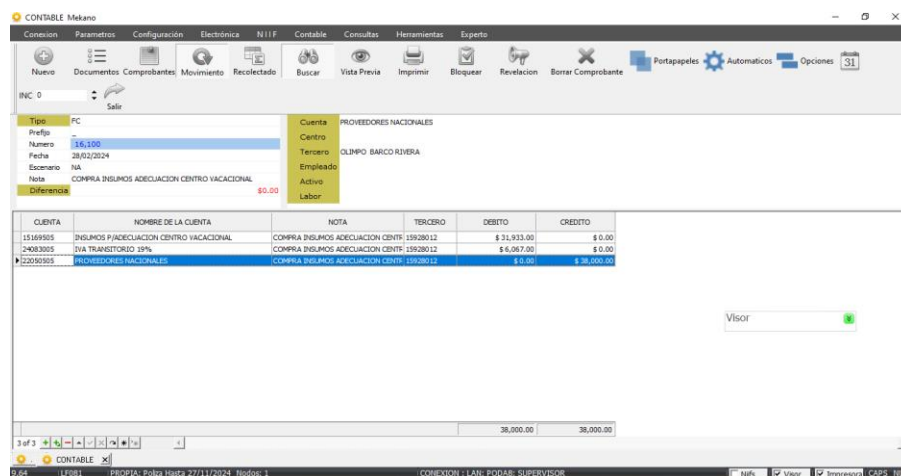 CONTABLE Mekano
Conexion Parametros Configuración Electrónica NIIF Contable Consultas Herramientas Experto
Nuevo Documentos Comprobantes Movimiento Recolectado Buscar Vista Previa Imprimir Bloquear Revelacion Borrar Comprobante Portapapeles Automaticos Opciones 31
INC 0 Salir
Tipo FC
Prefijo _
Numero 16,100
Fecha 28/02/2024
Escenario NA
Nota COMPRA INSUMOS ADECUACION CENTRO VACACIONAL
Diferencia $0.00
Cuenta PROVEEDORES NACIONALES
Centro
Tercero OLIMPO BARCO RIVERA
Empleado
Activo
Labor
CUENTA NOMBRE DE LA CUENTA NOTA TERCERO DEBITO CREDITO
15169505 INSUMOS P/ADECUACION CENTRO VACACIONAL COMPRA INSUMOS ADECUACION CENTR 15928012 $ 31,933.00 $ 0.00
24083005 IVA TRANSITORIO 19% COMPRA INSUMOS ADECUACION CENTR 15928012 $ 6,067.00 $ 0.00
22050505 PROVEEDORES NACIONALES COMPRA INSUMOS ADECUACION CENTR 15928012 $ 0.00 $ 38,000.00
Visor
38,000.00 38,000.00
3 of 3
CONTABLE
9.64 LF081 PROPIA: Poliza Hasta 27/11/2024 Nodos: 1 CONEXION : LAN: PODAB: SUPERVISOR Niifs Visor Impresora CAPS